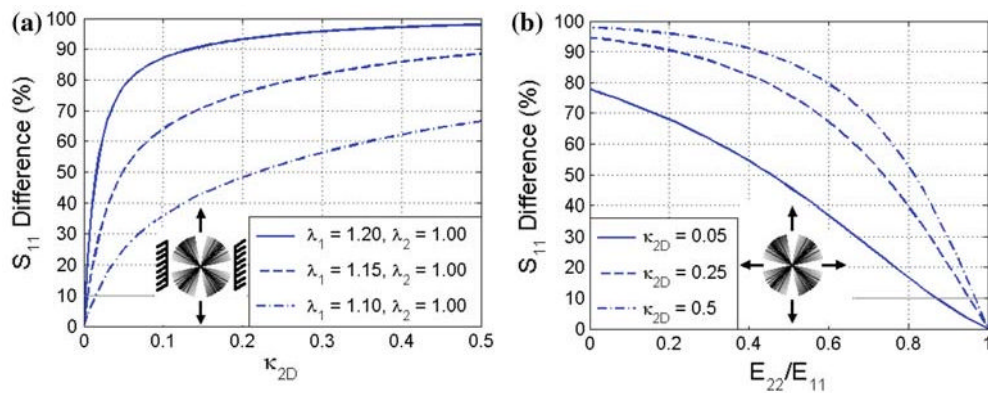 (a)
S₁₁ Difference (%)
100
90
80
70
60
50
40
30
20
10
0
λ₁ = 1.20, λ₂ = 1.00
λ₁ = 1.15, λ₂ = 1.00
λ₁ = 1.10, λ₂ = 1.00
0 0.1 0.2 0.3 0.4 0.5
κ₂D
(b)
S₁₁ Difference (%)
100
90
80
70
60
50
40
30
20
10
0
κ₂D = 0.05
κ₂D = 0.25
κ₂D = 0.5
0 0.2 0.4 0.6 0.8 1
E₂₂/E₁₁